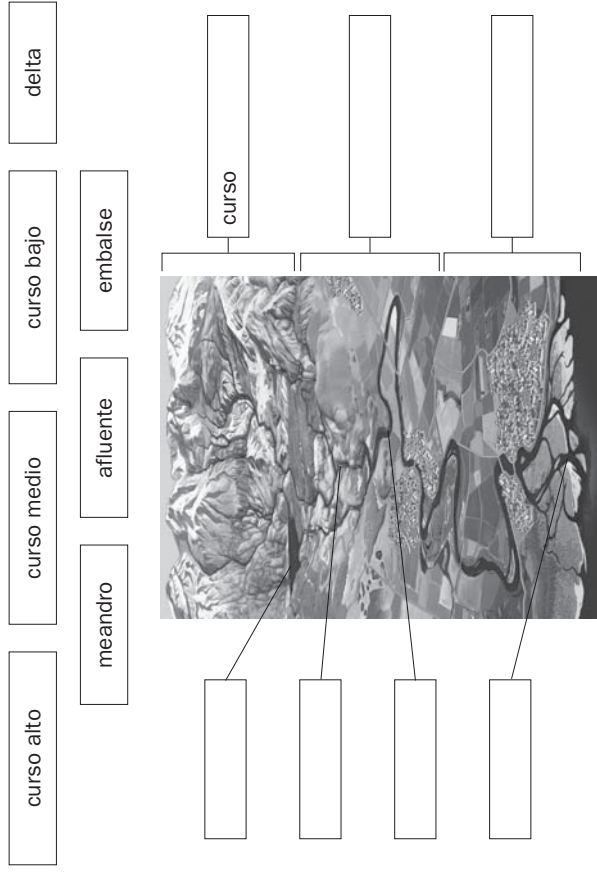 curso alto
curso medio
curso bajo
delta
meandro
afluente
embalse
curso